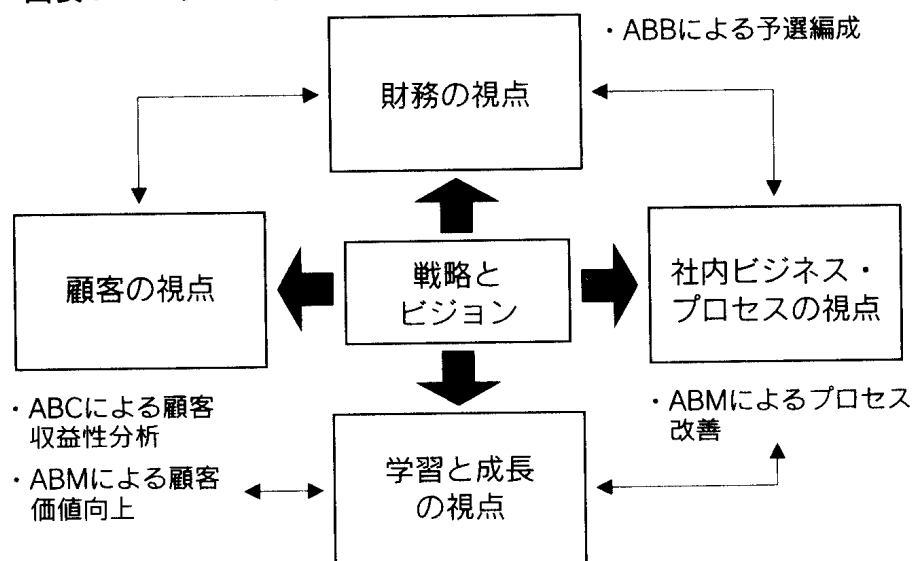 ・ABBによる予選編成
財務の視点
顧客の視点
戦略と
ビジョン
社内ビジネス・
プロセスの視点
・ABCによる顧客
収益性分析
・ABMによる顧客
価値向上
・ABMによるプロセス
改善
学習と成長
の視点